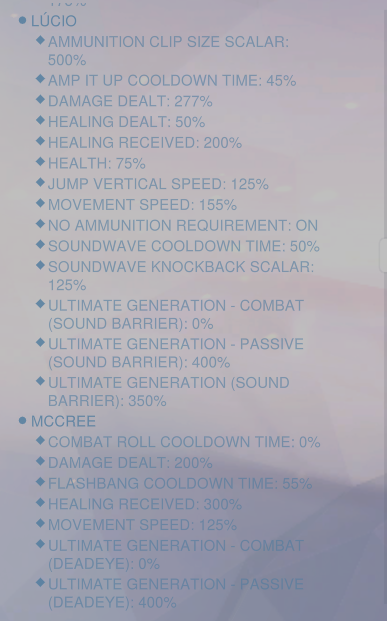 LÚCIO
AMMUNITION CLIP SIZE SCALAR:
500%
AMP IT UP COOLDOWN TIME: 45%
DAMAGE DEALT: 277%
HEALING DEALT: 50%
HEALING RECEIVED: 200%
HEALTH: 75%
JUMP VERTICAL SPEED: 125%
MOVEMENT SPEED: 155%
NO AMMUNITION REQUIREMENT: ON
SOUNDWAVE COOLDOWN TIME: 50%
SOUNDWAVE KNOCKBACK SCALAR:
125%
ULTIMATE GENERATION - COMBAT
(SOUND BARRIER): 0%
ULTIMATE GENERATION - PASSIVE
(SOUND BARRIER): 400%
ULTIMATE GENERATION (SOUND
BARRIER): 350%
MCCREE
COMBAT ROLL COOLDOWN TIME: 0%
DAMAGE DEALT: 200%
FLASHBANG COOLDOWN TIME: 55%
HEALING RECEIVED: 300%
MOVEMENT SPEED: 125%
ULTIMATE GENERATION - COMBAT
(DEADEYE): 0%
ULTIMATE GENERATION - PASSIVE
(DEADEYE): 400%